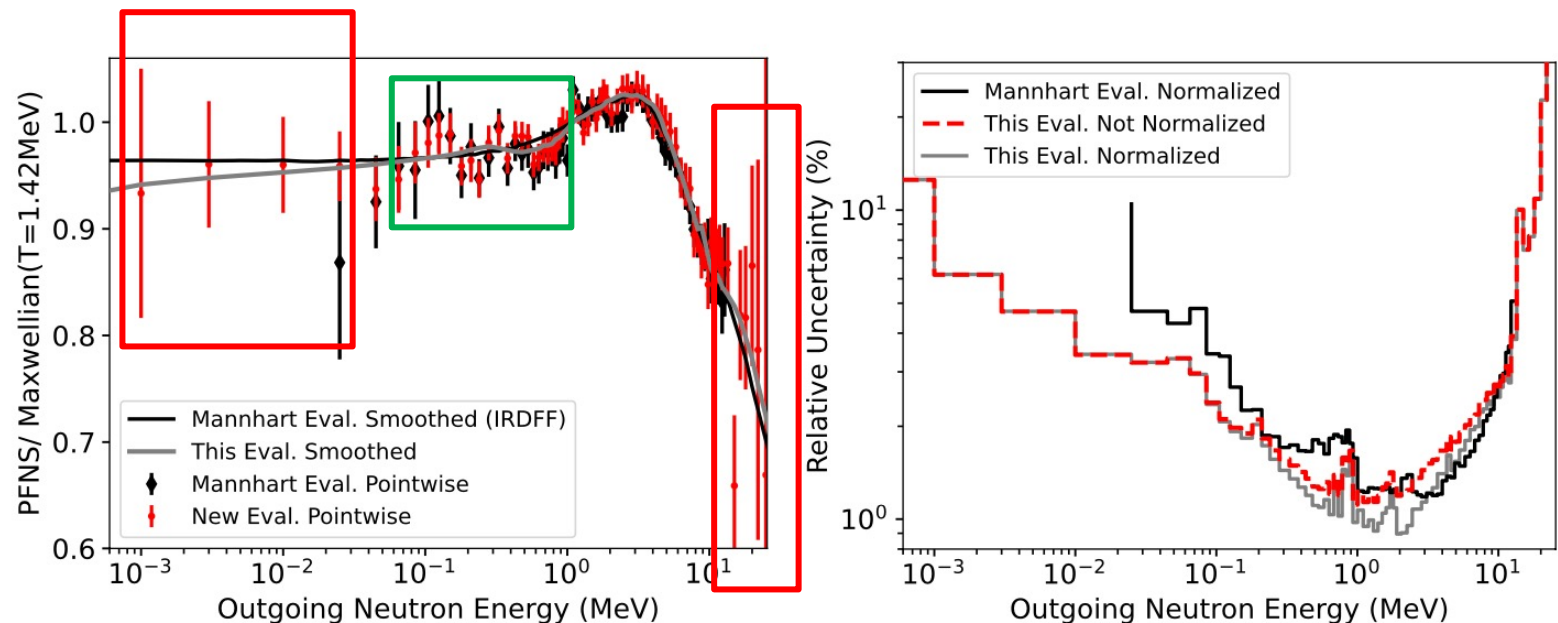 PFNS/ Maxwellian(T=1.42MeV)
1.0
0.9
0.8
0.7
0.6
Mannhart Eval. Smoothed (IRDFF)
This Eval. Smoothed
Mannhart Eval. Pointwise
New Eval. Pointwise
10⁻³ 10⁻² 10⁻¹ 10⁰ 10¹
Outgoing Neutron Energy (MeV)
Relative Uncertainty (%)
10¹
10⁰
Mannhart Eval. Normalized
This Eval. Not Normalized
This Eval. Normalized
10⁻³ 10⁻² 10⁻¹ 10⁰ 10¹
Outgoing Neutron Energy (MeV)